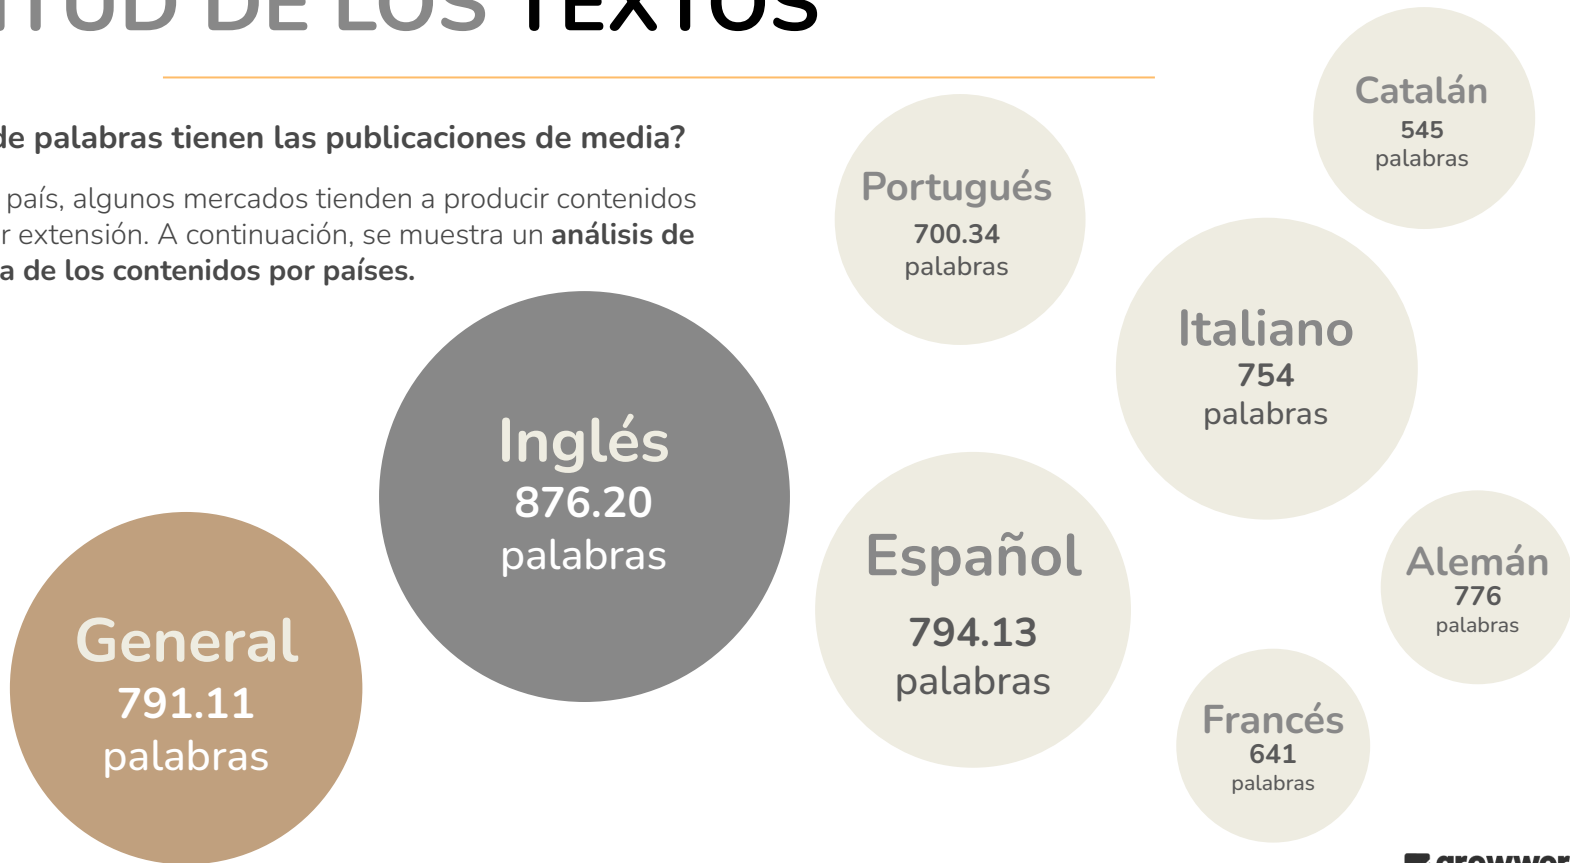 DE LOS TEXTOS
de palabras tienen las publicaciones de media?
país, algunos mercados tienden a producir contenidos
extensión. A continuación, se muestra un análisis de
de los contenidos por países.
Catalán
545
palabras
Portugués
700.34
palabras
Italiano
754
palabras
Inglés
876.20
palabras
Español
794.13
palabras
Alemán
776
palabras
General
791.11
palabras
Francés
641
palabras